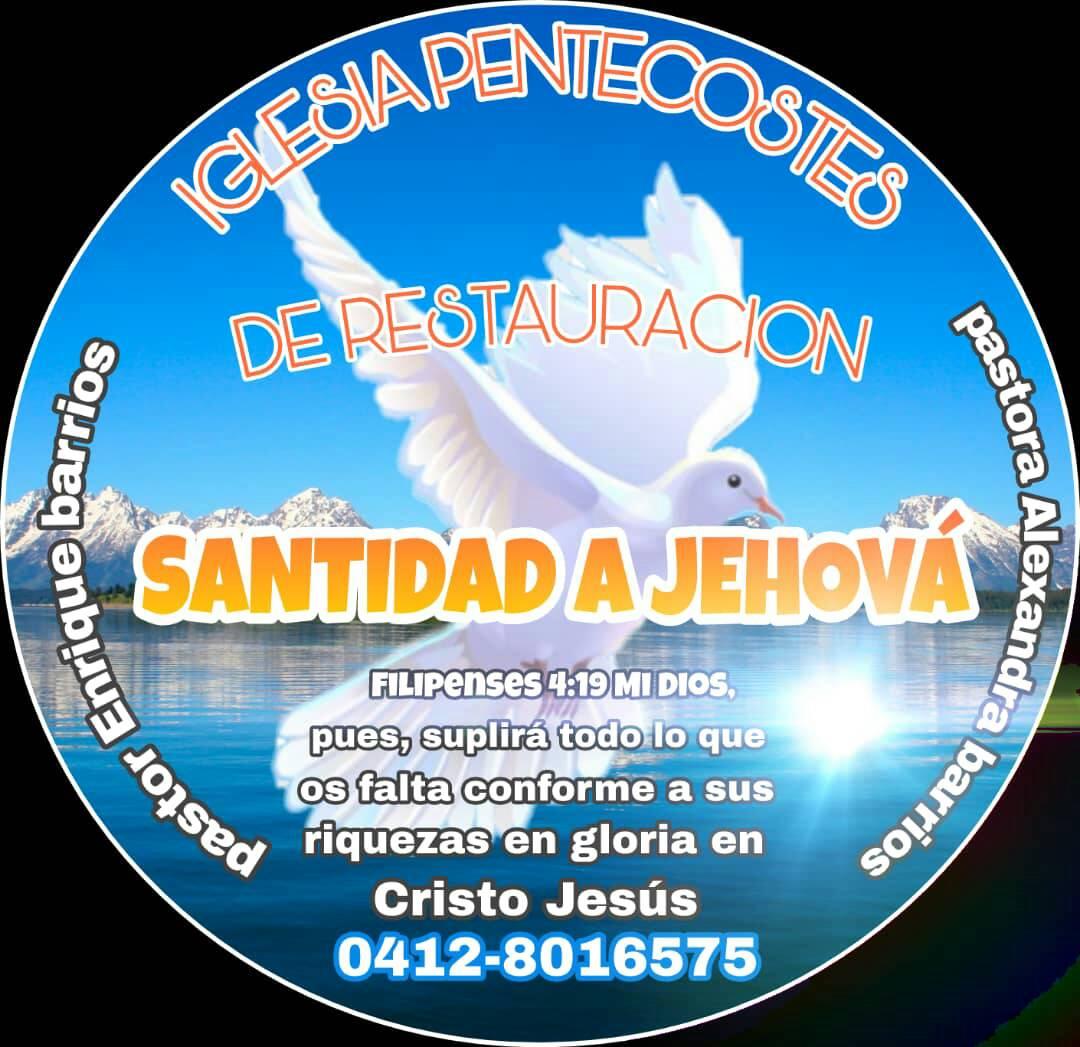 IGLESIA PENTECOSTES
DE RESTAURACION
pastor Enrique barrios
pastora Alexandra barrios
SANTIDAD A JEHOVÁ
Filipenses 4:19 Mi Dios,
pues, suplirá todo lo que
os falta conforme a sus
riquezas en gloria en
Cristo Jesús
0412-8016575